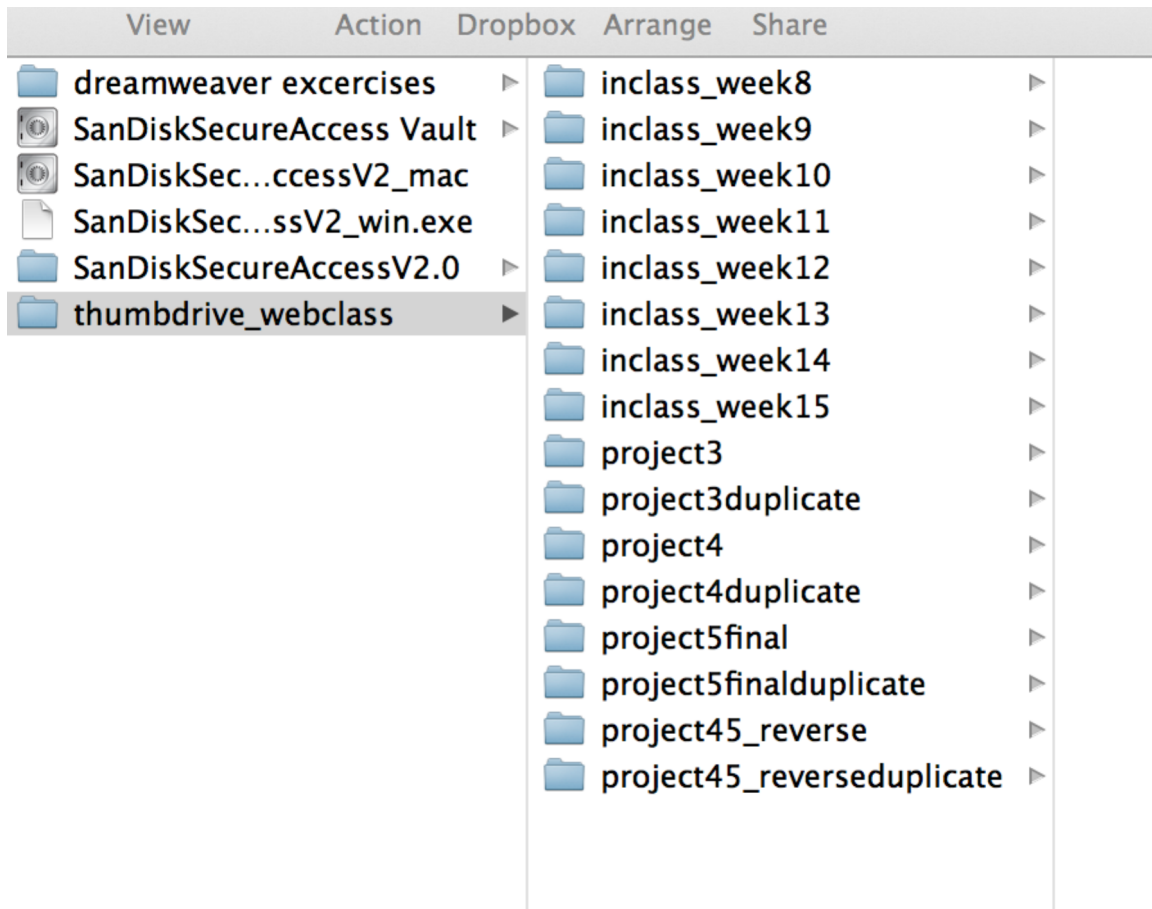 View Action Dropbox Arrange Share
dreamweaver excercises
SanDiskSecureAccess Vault
SanDiskSec...ccessV2_mac
SanDiskSec...ssV2_win.exe
SanDiskSecureAccessV2.0
thumbdrive_webclass
inclass_week8
inclass_week9
inclass_week10
inclass_week11
inclass_week12
inclass_week13
inclass_week14
inclass_week15
project3
project3duplicate
project4
project4duplicate
project5final
project5finalduplicate
project45_reverse
project45_reverseduplicate